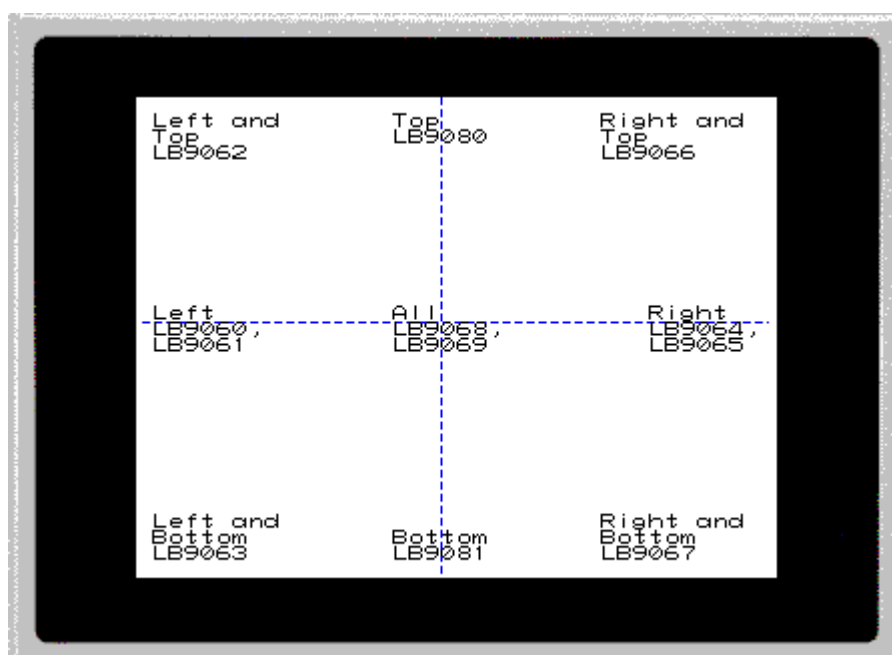 Left and
Top
LB9062
Top
LB9080
Right and
Top
LB9066
Left
LB9060,
LB9061
All
LB9068,
LB9069
Right
LB9064,
LB9065
Left and
Bottom
LB9063
Bottom
LB9081
Right and
Bottom
LB9067